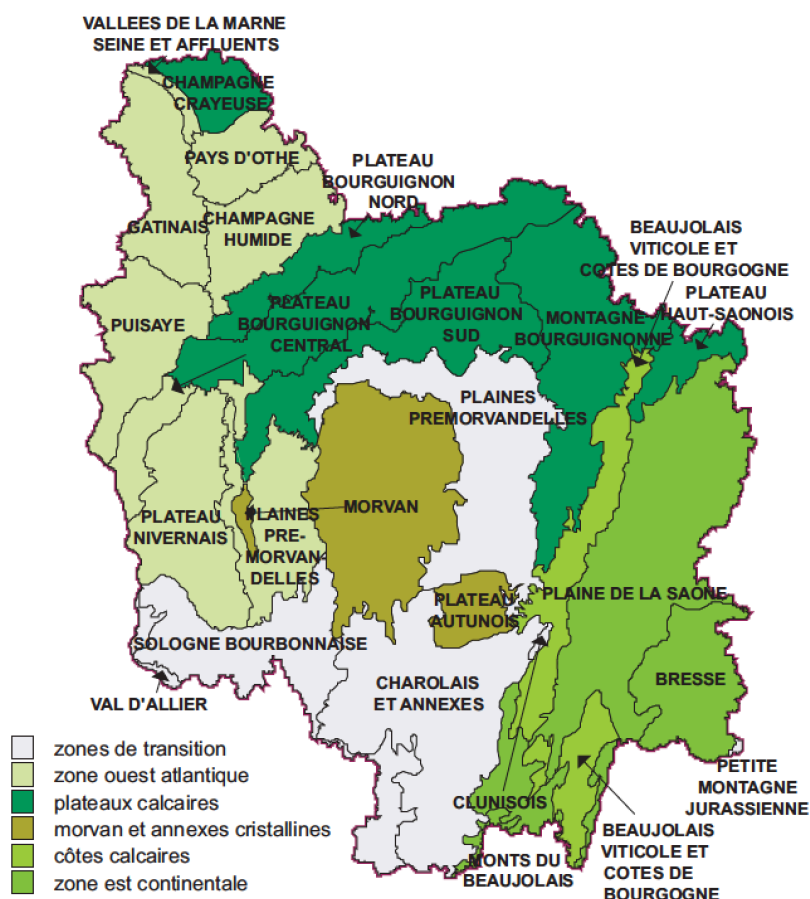 VALLEES DE LA MARNE
SEINE ET AFFLUENTS
CHAMPAGNE
CRAYEUSE
PAYS D'OTHE
PLATEAU
BOURGUIGNON
NORD
GATINAIS
CHAMPAGNE
HUMIDE
BEAUJOLAIS
VITICOLE ET
COTES DE BOURGOGNE
PLATEAU
HAUT-SAONOIS
PUISAYE
PLATEAU
BOURGUIGNON
CENTRAL
PLATEAU
BOURGUIGNON
SUD
MONTAGNE
BOURGUIGNONNE
PLAINES
PREMORVANDELLES
PLATEAU
NIVERNAIS
PLAINES
PRE-
MORVAN-
DELLES
MORVAN
PLATEAU
AUTUNOIS
PLAINE DE LA SAÔNE
SOLOGNE BOURBONNAISE
CHAROLAIS
ET ANNEXES
BRESSE
VAL D'ALLIER
CLUNISOIS
PETITE
MONTAGNE
JURASSIENNE
MONTS DU
BEAUJOLAIS
BEAUJOLAIS
VITICOLE ET
COTES DE
BOURGOGNE
zones de transition
zone ouest atlantique
plateaux calcaires
morvan et annexes cristallines
côtes calcaires
zone est continentale